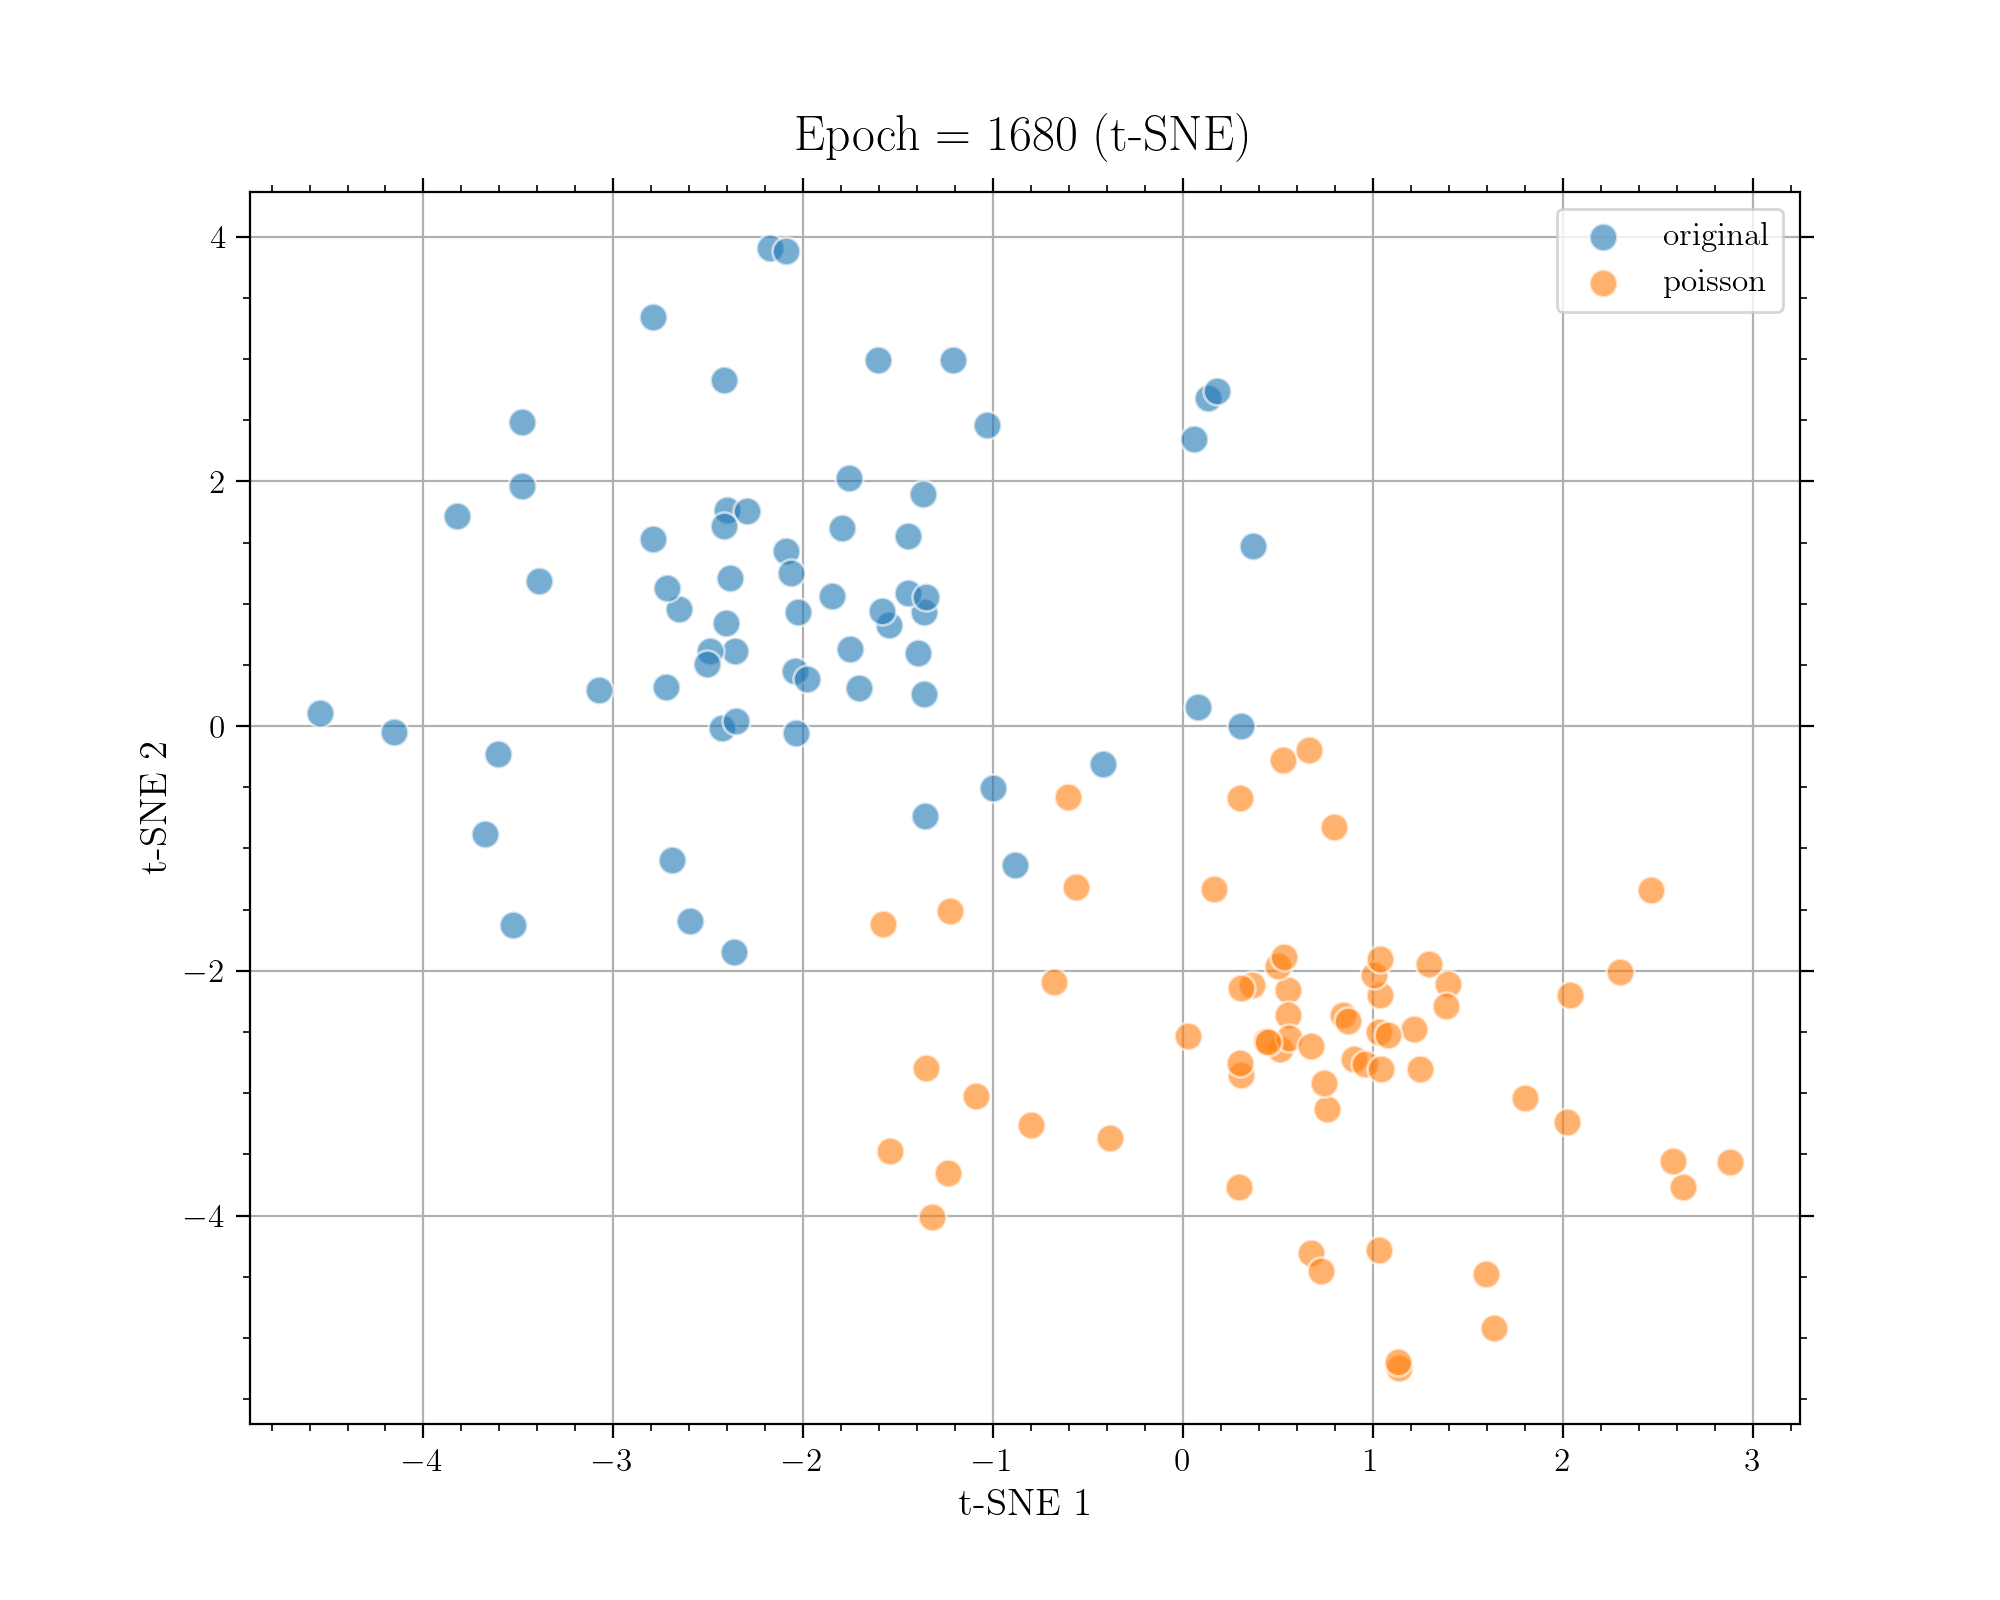 Epoch = 1680 (t-SNE)
original
poisson
4
2
0
−2
−4
t-SNE 2
−4 −3 −2 −1 0 1 2 3
t-SNE 1